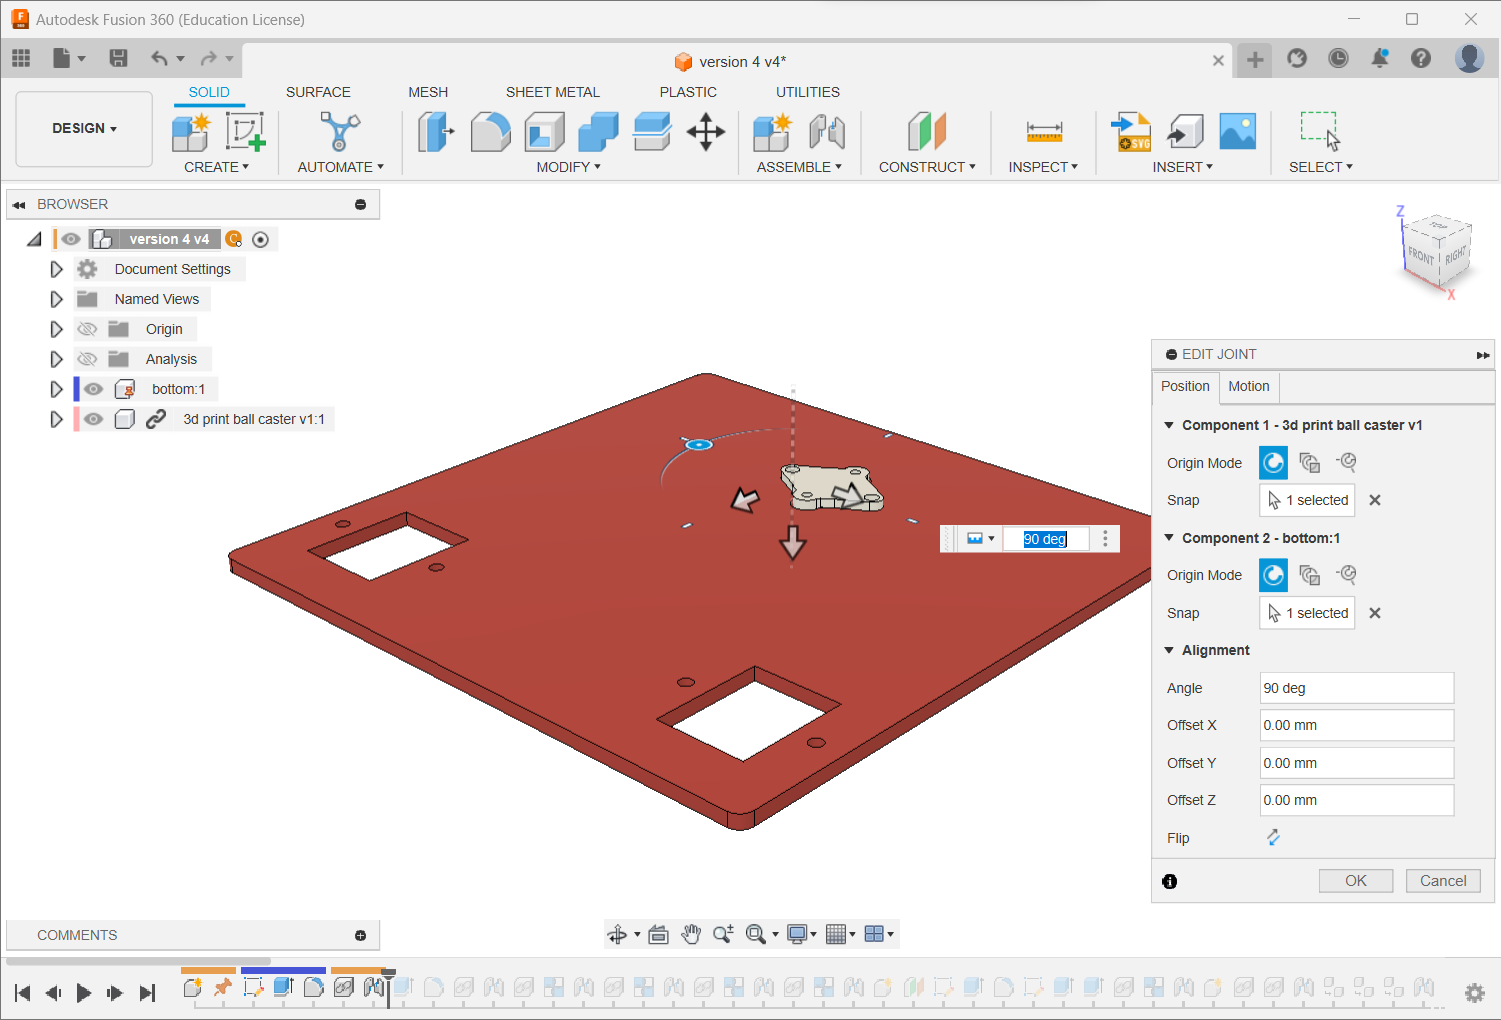 Autodesk Fusion 360 (Education License)
version 4 v4*
DESIGN
SOLID
SURFACE
MESH
SHEET METAL
PLASTIC
UTILITIES
CREATE
AUTOMATE
MODIFY
ASSEMBLE
CONSTRUCT
INSPECT
INSERT
SELECT
SVG
BROWSER
version 4 v4
Document Settings
Named Views
Origin
Analysis
bottom:1
3d print ball caster v1:1
Z
TOP
FRONT
RIGHT
X
90 deg
EDIT JOINT
Position
Motion
Component 1 - 3d print ball caster v1
Origin Mode
Snap
1 selected
Component 2 - bottom:1
Origin Mode
Snap
1 selected
Alignment
Angle
90 deg
Offset X
0.00 mm
Offset Y
0.00 mm
Offset Z
0.00 mm
Flip
OK
Cancel
COMMENTS